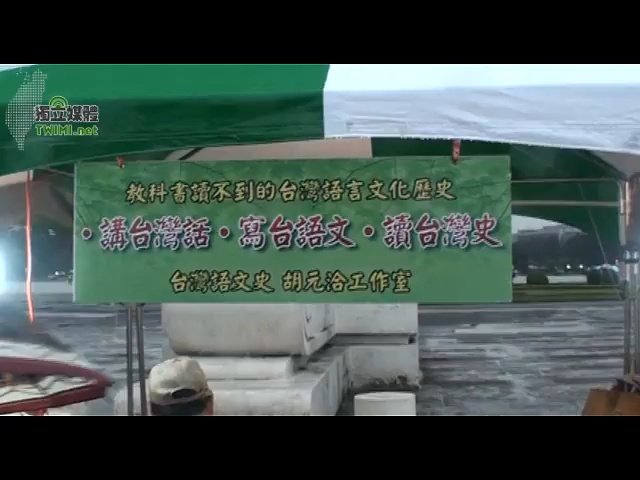 獨立媒體
TWIMI.net
教科書讀不到的台灣語言文化歷史
・講台灣話・寫台語文・讀台灣史
台灣語文史 胡元洽工作室